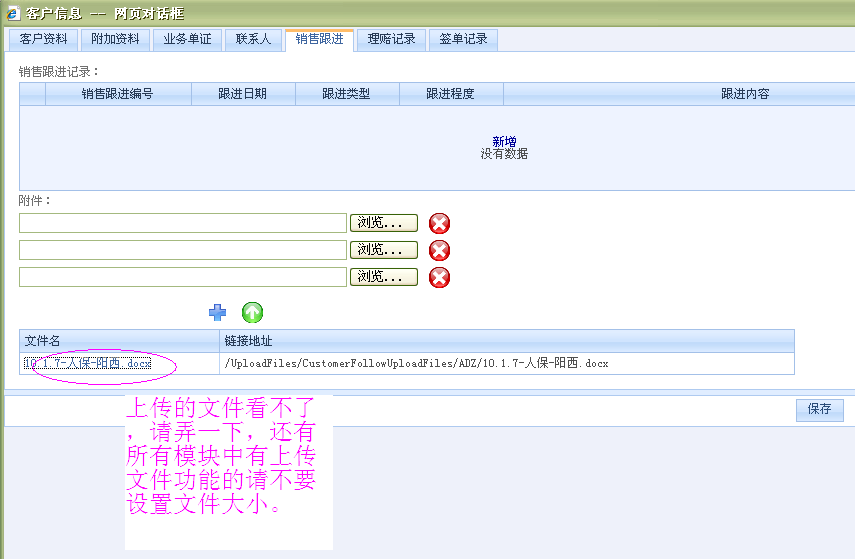 客户信息 -- 网页对话框
客户资料 附加资料 业务单证 联系人 销售跟进 理赔记录 签单记录
销售跟进记录：
销售跟进编号 跟进日期 跟进类型 跟进程度 跟进内容
新增
没有数据
附件：
浏览...
浏览...
浏览...
文件名 链接地址
10.1.7-人保-阳西.docx /UploadFiles/CustomerFollowUploadFiles/ADZ/10.1.7-人保-阳西.docx
保存
上传的文件看不了
，请弄一下，还有
所有模块中有上传
文件功能的请不要
设置文件大小。